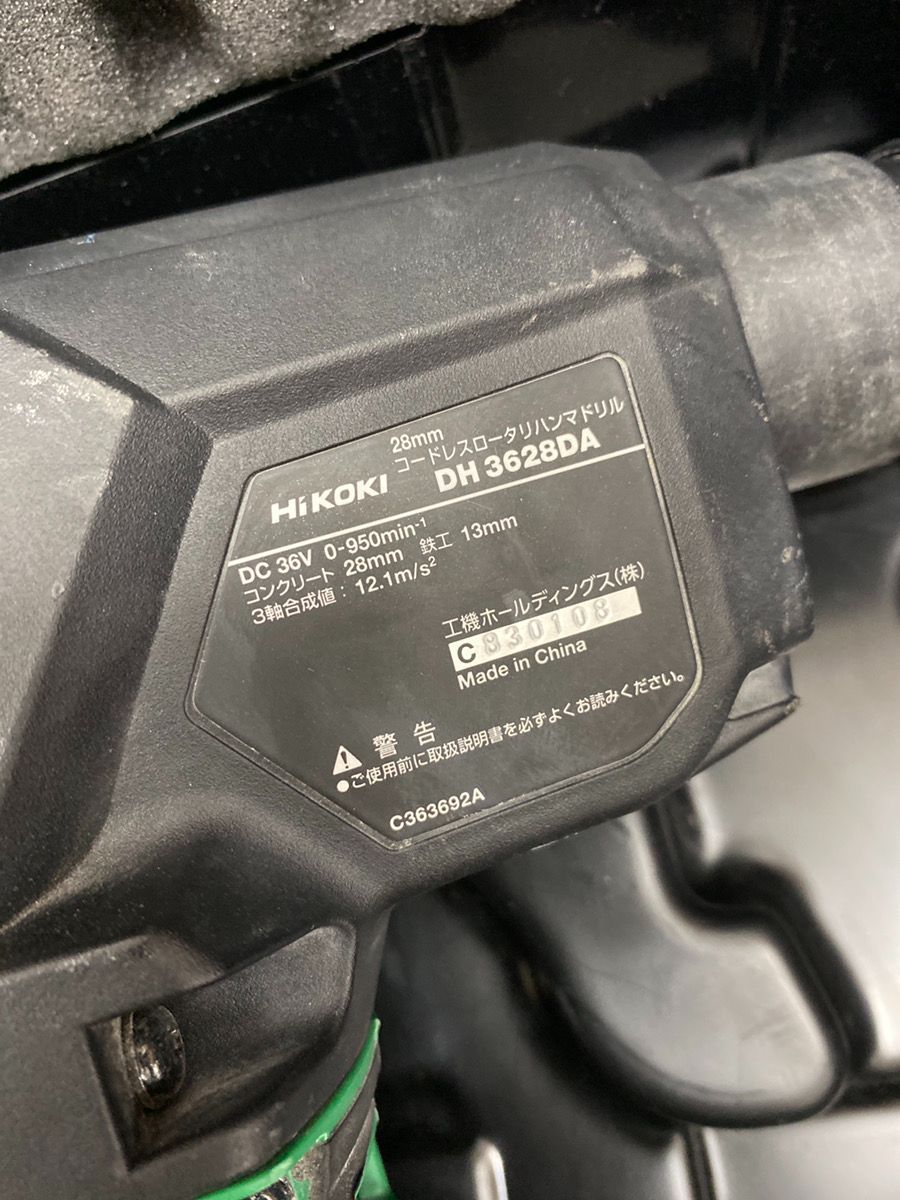 28mm
コードレスロータリハンマドリル
HiKOKI DH 3628DA
DC 36V 0-950min⁻¹
コンクリート 28mm 鉄工 13mm
3軸合成値：12.1m/s²
工機ホールディングス(株)
C 830108
Made in China
警告
●ご使用前に取扱説明書を必ずよくお読みください。
C363692A